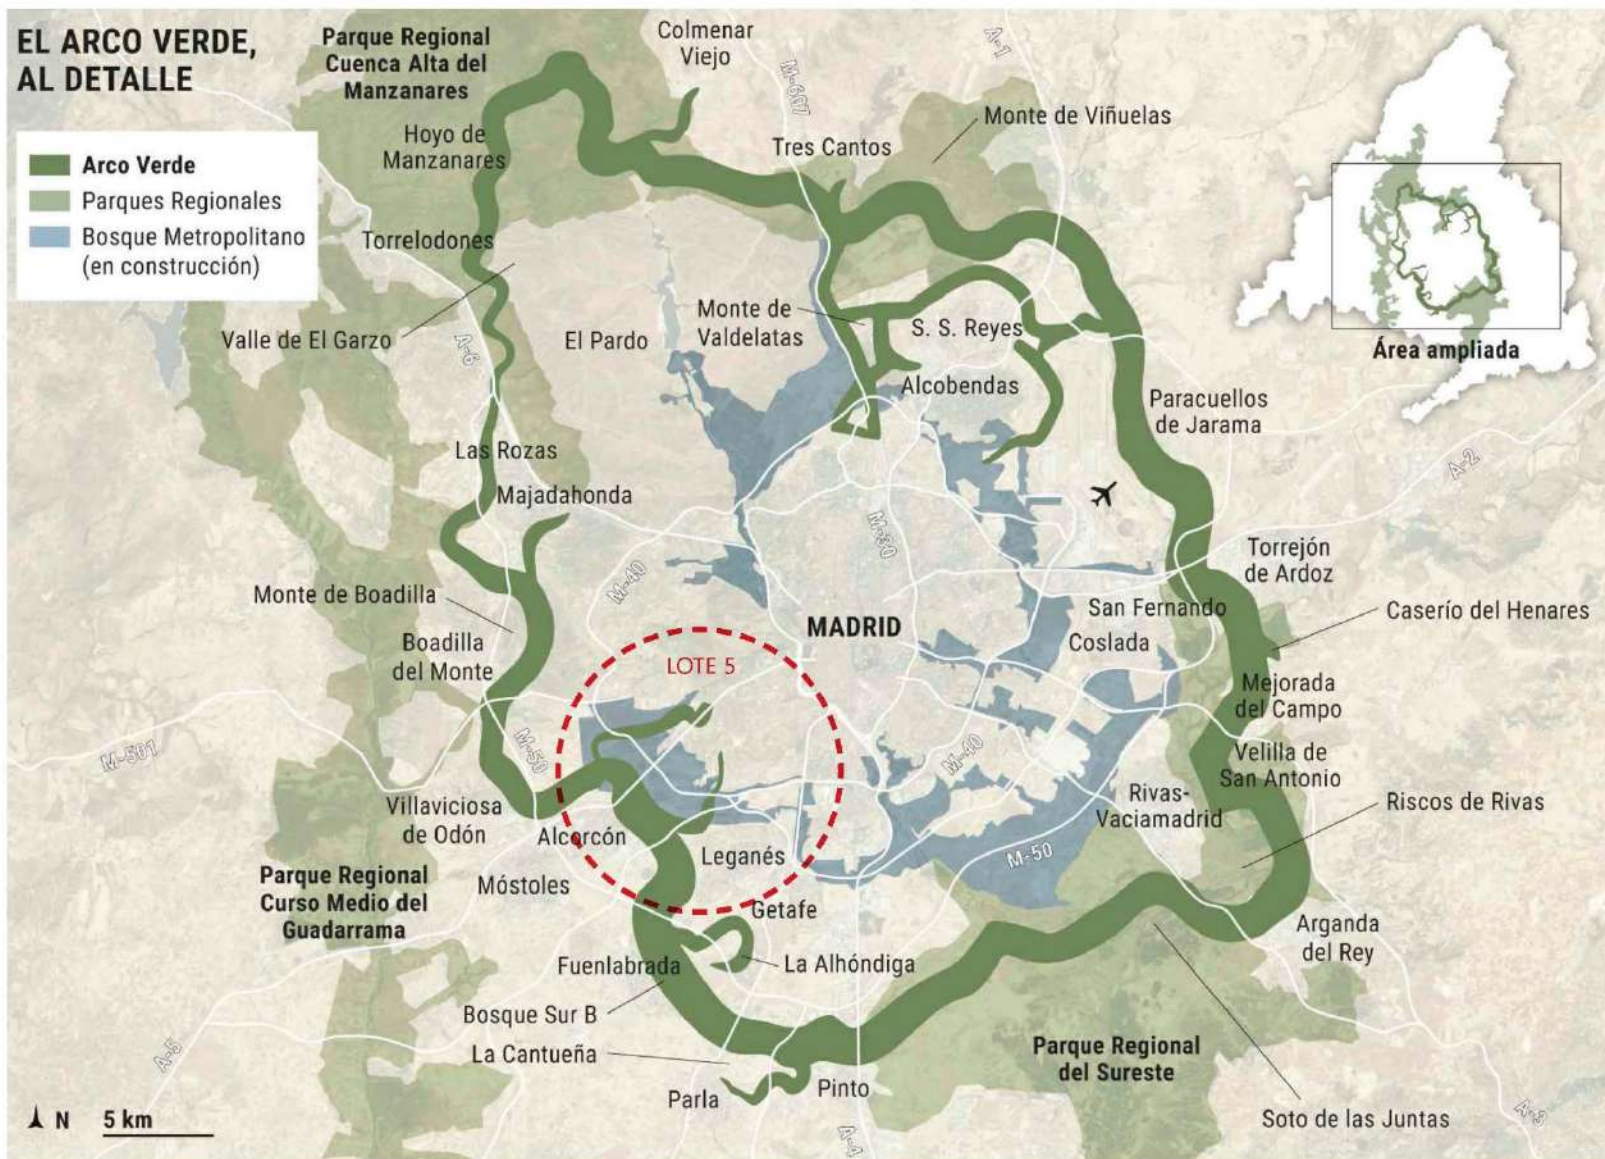 EL ARCO VERDE,
AL DETALLE
Arco Verde
Parques Regionales
Bosque Metropolitano
(en construcción)
Parque Regional
Cuenca Alta del
Manzanares
Colmenar
Viejo
M-607
A-1
Hoyo de
Manzanares
Tres Cantos
Monte de Viñuelas
Torrelodones
Valle de El Garzo
A-6
El Pardo
Monte de
Valdelatas
S. S. Reyes
Alcobendas
Área ampliada
Paracuellos
de Jarama
A-2
Las Rozas
Majadahonda
M-30
M-40
Torrejón
de Ardoz
Monte de Boadilla
MADRID
San Fernando
Caserío del Henares
Boadilla
del Monte
LOTE 5
Coslada
Mejorada
del Campo
M-501
M-50
M-40
Velilla de
San Antonio
Villaviciosa
de Odón
Alcorcón
Leganés
Rivas-
Vaciamadrid
Riscos de Rivas
M-50
Móstoles
Parque Regional
Curso Medio del
Guadarrama
Getafe
Arganda
del Rey
Fuenlabrada
La Alhóndiga
Bosque Sur B
La Cantueña
A-5
Parque Regional
del Sureste
Parla
Pinto
Soto de las Juntas
A-3
A-4
N
5 km